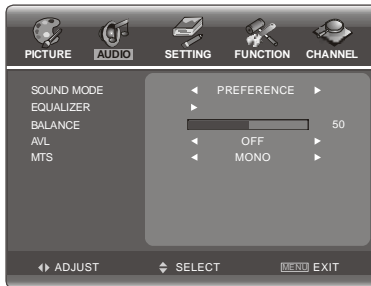 PICTURE AUDIO SETTING FUNCTION CHANNEL
SOUND MODE PREFERENCE
EQUALIZER
BALANCE 50
AVL OFF
MTS MONO
ADJUST SELECT MENU EXIT